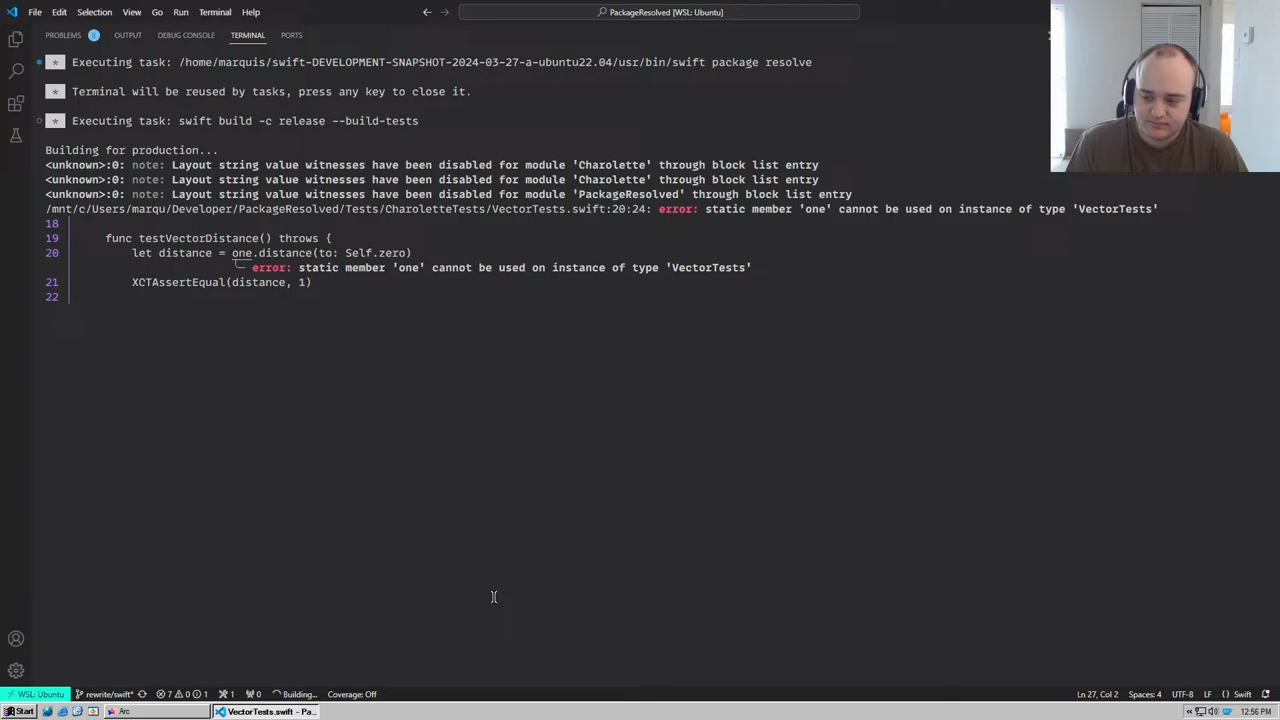 File Edit Selection View Go Run Terminal Help
PackageResolved [WSL: Ubuntu]
PROBLEMS 8 OUTPUT DEBUG CONSOLE TERMINAL PORTS
* Executing task: /home/marquis/swift-DEVELOPMENT-SNAPSHOT-2024-03-27-a-ubuntu22.04/usr/bin/swift package resolve
* Terminal will be reused by tasks, press any key to close it.
* Executing task: swift build -c release --build-tests
Building for production...
<unknown>:0: note: Layout string value witnesses have been disabled for module 'Charolette' through block list entry
<unknown>:0: note: Layout string value witnesses have been disabled for module 'Charolette' through block list entry
<unknown>:0: note: Layout string value witnesses have been disabled for module 'PackageResolved' through block list entry
/mnt/c/Users/marqu/Developer/PackageResolved/Tests/CharoletteTests/VectorTests.swift:20:24: error: static member 'one' cannot be used on instance of type 'VectorTests'
18
19 func testVectorDistance() throws {
20 let distance = one.distance(to: Self.zero)
error: static member 'one' cannot be used on instance of type 'VectorTests'
21 XCTAssertEqual(distance, 1)
22
WSL: Ubuntu rewrite/swift* 7 0 1 1 0 Building... Coverage: Off Ln 27, Col 2 Spaces: 4 UTF-8 LF {} Swift
Start Arc VectorTests.swift - Pa... 12:56 PM